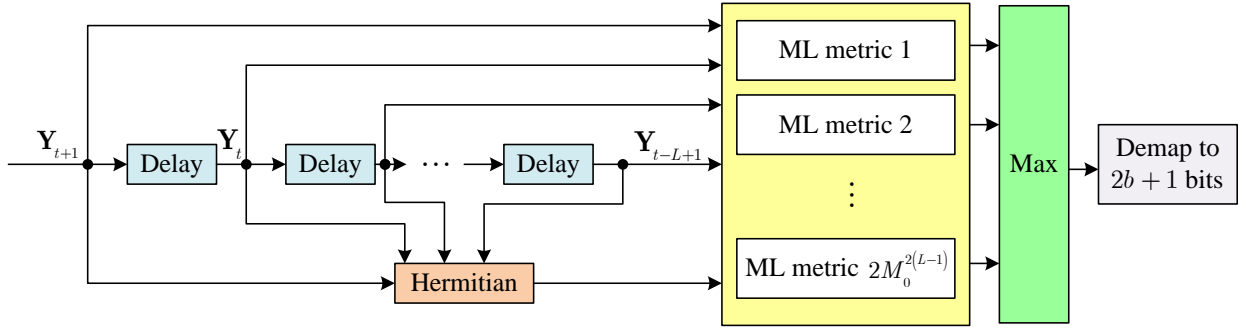 ML metric 1
ML metric 2
⋮
ML metric $2M_0^{2(L-1)}$
Y_{t+1}
Delay
Y_t
Delay
⋯
Delay
Y_{t-L+1}
Hermitian
Max
Demap to
2b + 1 bits